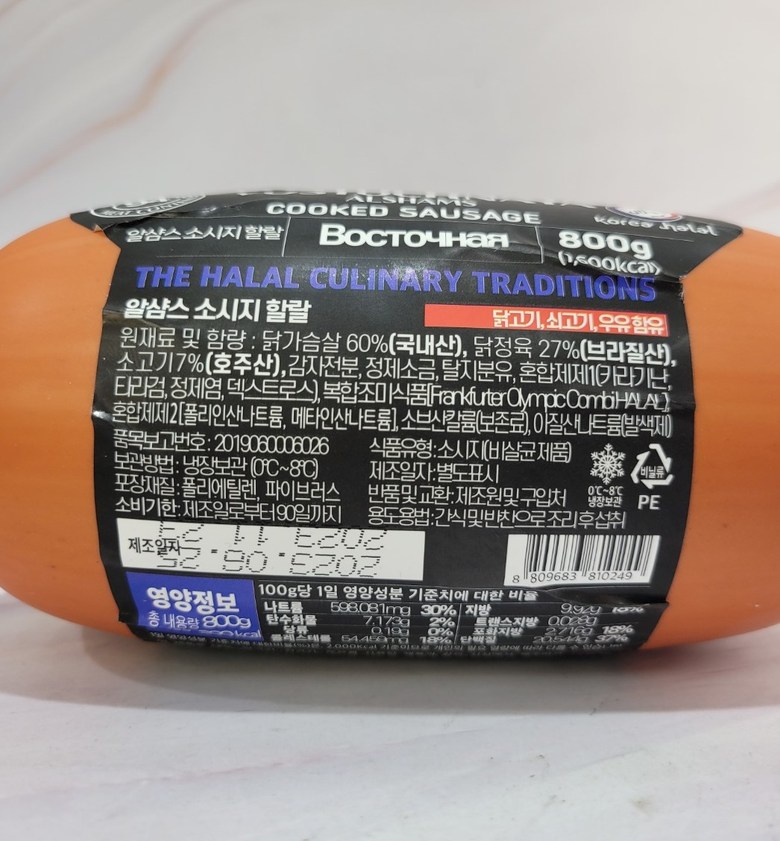 ALSHAMS
COOKED SAUSAGE
Korea halal
알샴스 소시지 할랄
Восточная
800g
(1,600kcal)
THE HALAL CULINARY TRADITIONS
알샴스 소시지 할랄
닭고기, 쇠고기, 우유 함유
원재료 및 함량 : 닭가슴살 60%(국내산), 닭정육 27%(브라질산),
소고기7%(호주산), 감자전분, 정제소금, 탈지분유, 혼합제제1(카라기난,
타라검, 정제염, 덱스트로스), 복합조미식품[Frankfurter Olympic Combi HALAL],
혼합제제2[폴리인산나트륨, 메타인산나트륨], 소브산칼륨(보존료), 아질산나트륨(발색제)
품목보고번호 : 2019060006026
식품유형:소시지(비살균제품)
보관방법 : 냉장보관 (0℃~8℃)
제조일자:별도표시
포장재질 : 폴리에틸렌, 파이브러스
반품및교환:제조원및구입처
소비기한:제조일로부터90일까지
용도용법:간식및반찬으로조리후섭취
0℃~8℃
냉장보관
비닐류
PE
제조일자
8 809683 810249
영양정보
총 내용량 800g
100g당 1일 영양성분 기준치에 대한 비율
나트륨 598.081mg 30% 지방
탄수화물 7.173g 2% 트랜스지방 0.028g
당류 0.19g 0% 포화지방 2.716g 18%
콜레스테롤 54.459mg 18% 단백질 20.544g 37%